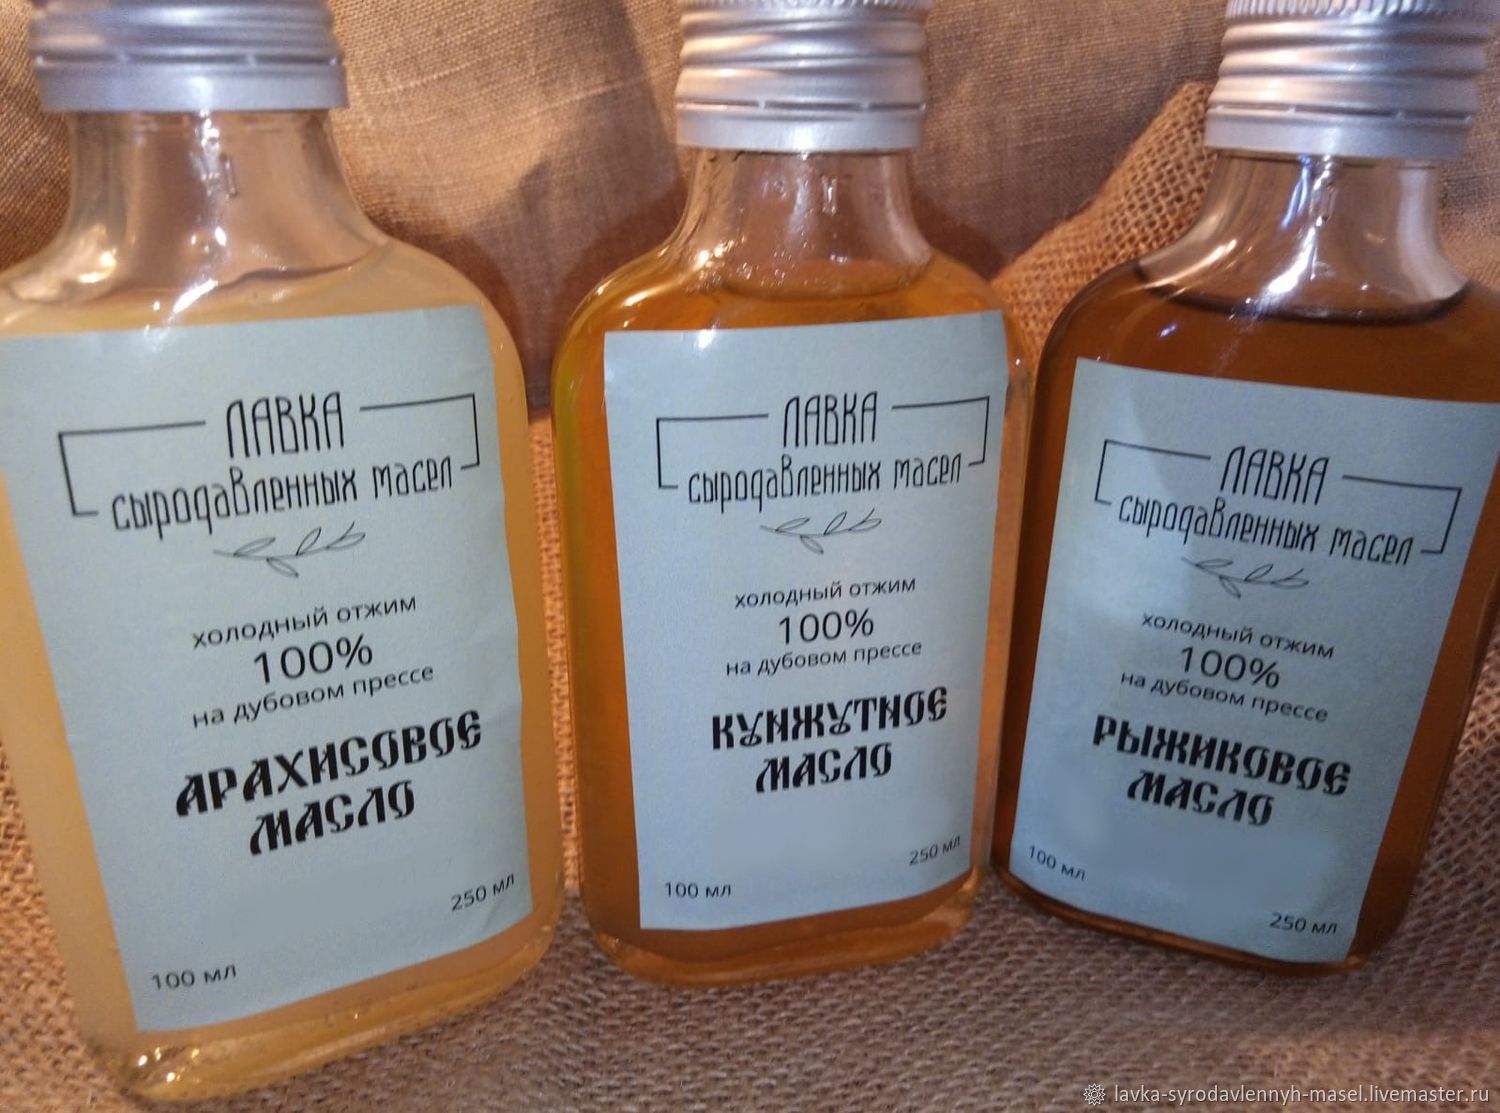 ЛАВКА
сыродавленных масел
холодный отжим
100%
на дубовом прессе
АРАХИСОВОЕ
МАСЛО
100 мл
250 мл
ЛАВКА
сыродавленных масел
холодный отжим
100%
на дубовом прессе
КУНЖУТНОЕ
МАСЛО
100 мл
250 мл
ЛАВКА
сыродавленных масел
холодный отжим
100%
на дубовом прессе
РЫЖИКОВОЕ
МАСЛО
100 мл
250 мл
lavka-syrodavlennyh-masel.livemaster.ru